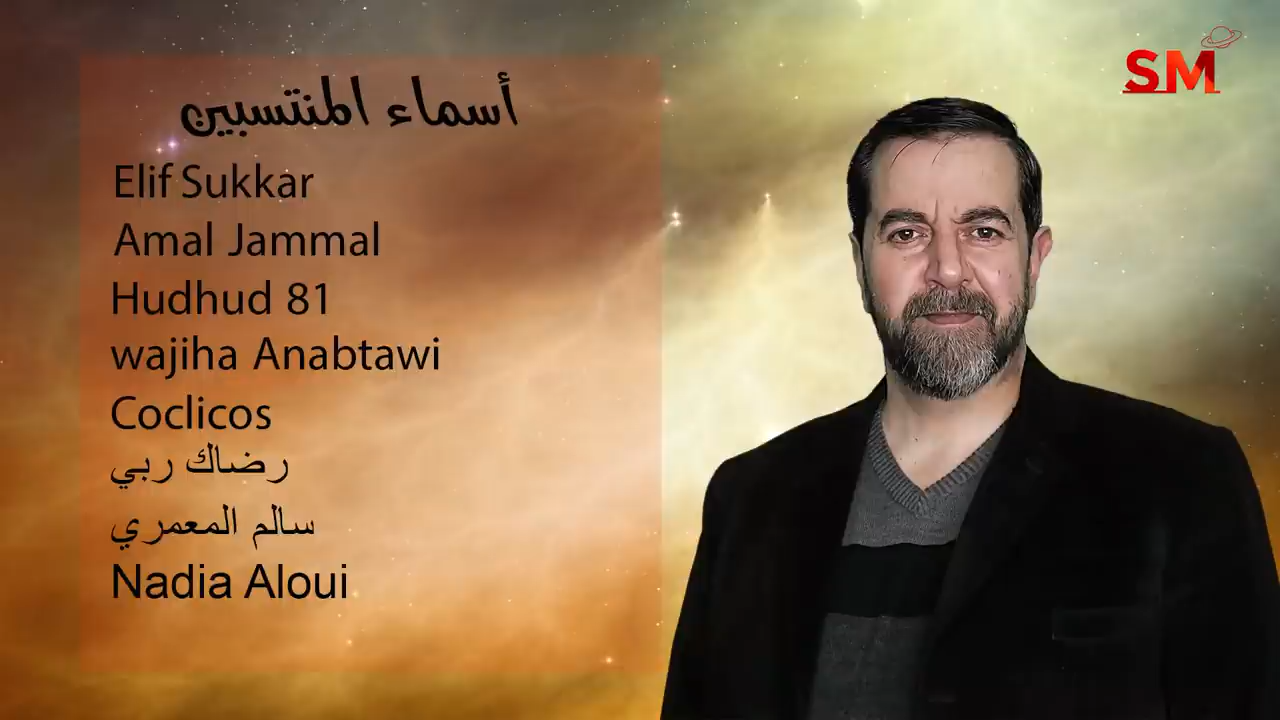 SM
أسماء المنتسبين
Elif Sukkar
Amal Jammal
Hudhud 81
wajiha Anabtawi
Coclicos
رضاك ربي
سالم المعمري
Nadia Aloui